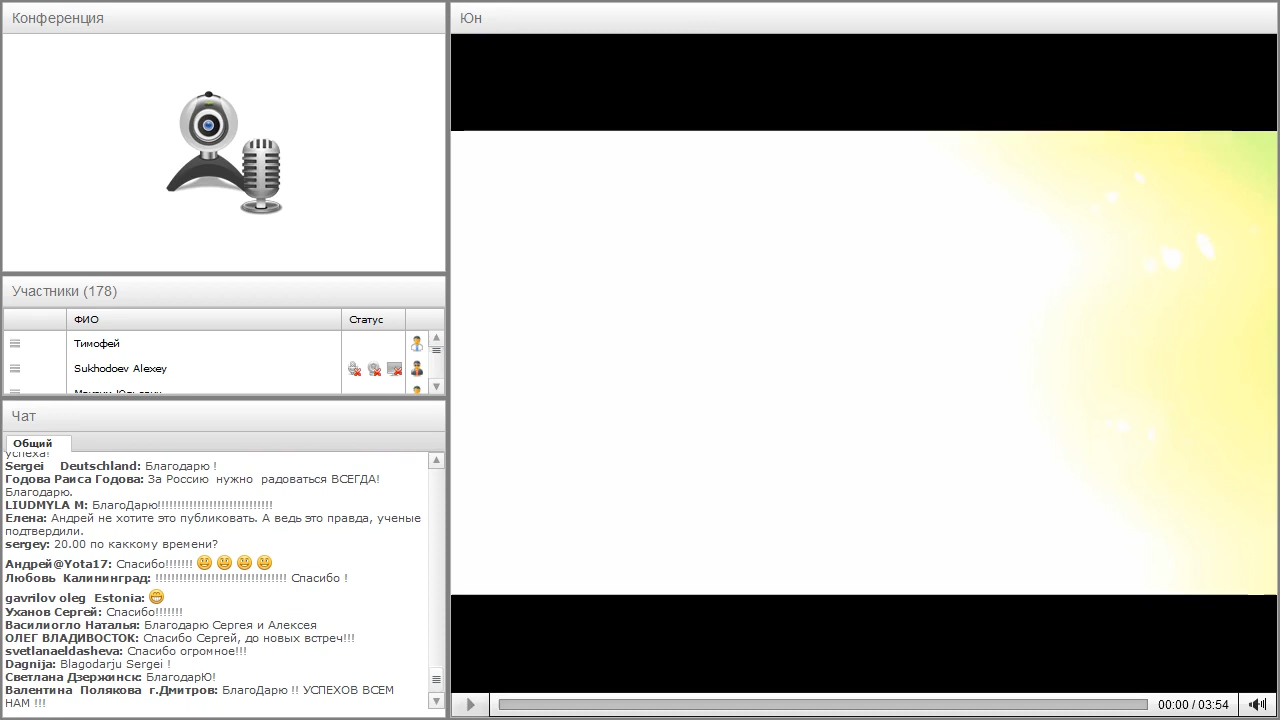 Конференция
Юн
Участники (178)
ФИО
Статус
Тимофей
Sukhodoev Alexey
Чат
Общий
успеха!
Sergei Deutschland: Благодарю !
Годова Раиса Годова: За Россию нужно радоваться ВСЕГДА!
Благодарю.
LIUDMYLA M: БлагоДарю!!!!!!!!!!!!!!!!!!!!!!!!!!!!!
Елена: Андрей не хотите это публиковать. А ведь это правда, ученые
подтвердили.
sergey: 20.00 по каккому времени?
Андрей@Yota17: Спасибо!!!!!!!
Любовь Калининград: !!!!!!!!!!!!!!!!!!!!!!!!!!!!!!!!! Спасибо !
gavrilov oleg Estonia:
Уханов Сергей: Спасибо!!!!!!!
Василиогло Наталья: Благодарю Сергея и Алексея
ОЛЕГ ВЛАДИВОСТОК: Спасибо Сергей, до новых встреч!!!
svetlanaeldasheva: Спасибо огромное!!!
Dagnija: Blagodarju Sergei !
Светлана Дзержинск: БлагодарЮ!
Валентина Полякова г.Дмитров: БлагоДарю !! УСПЕХОВ ВСЕМ
НАМ !!!
00:00 / 03:54